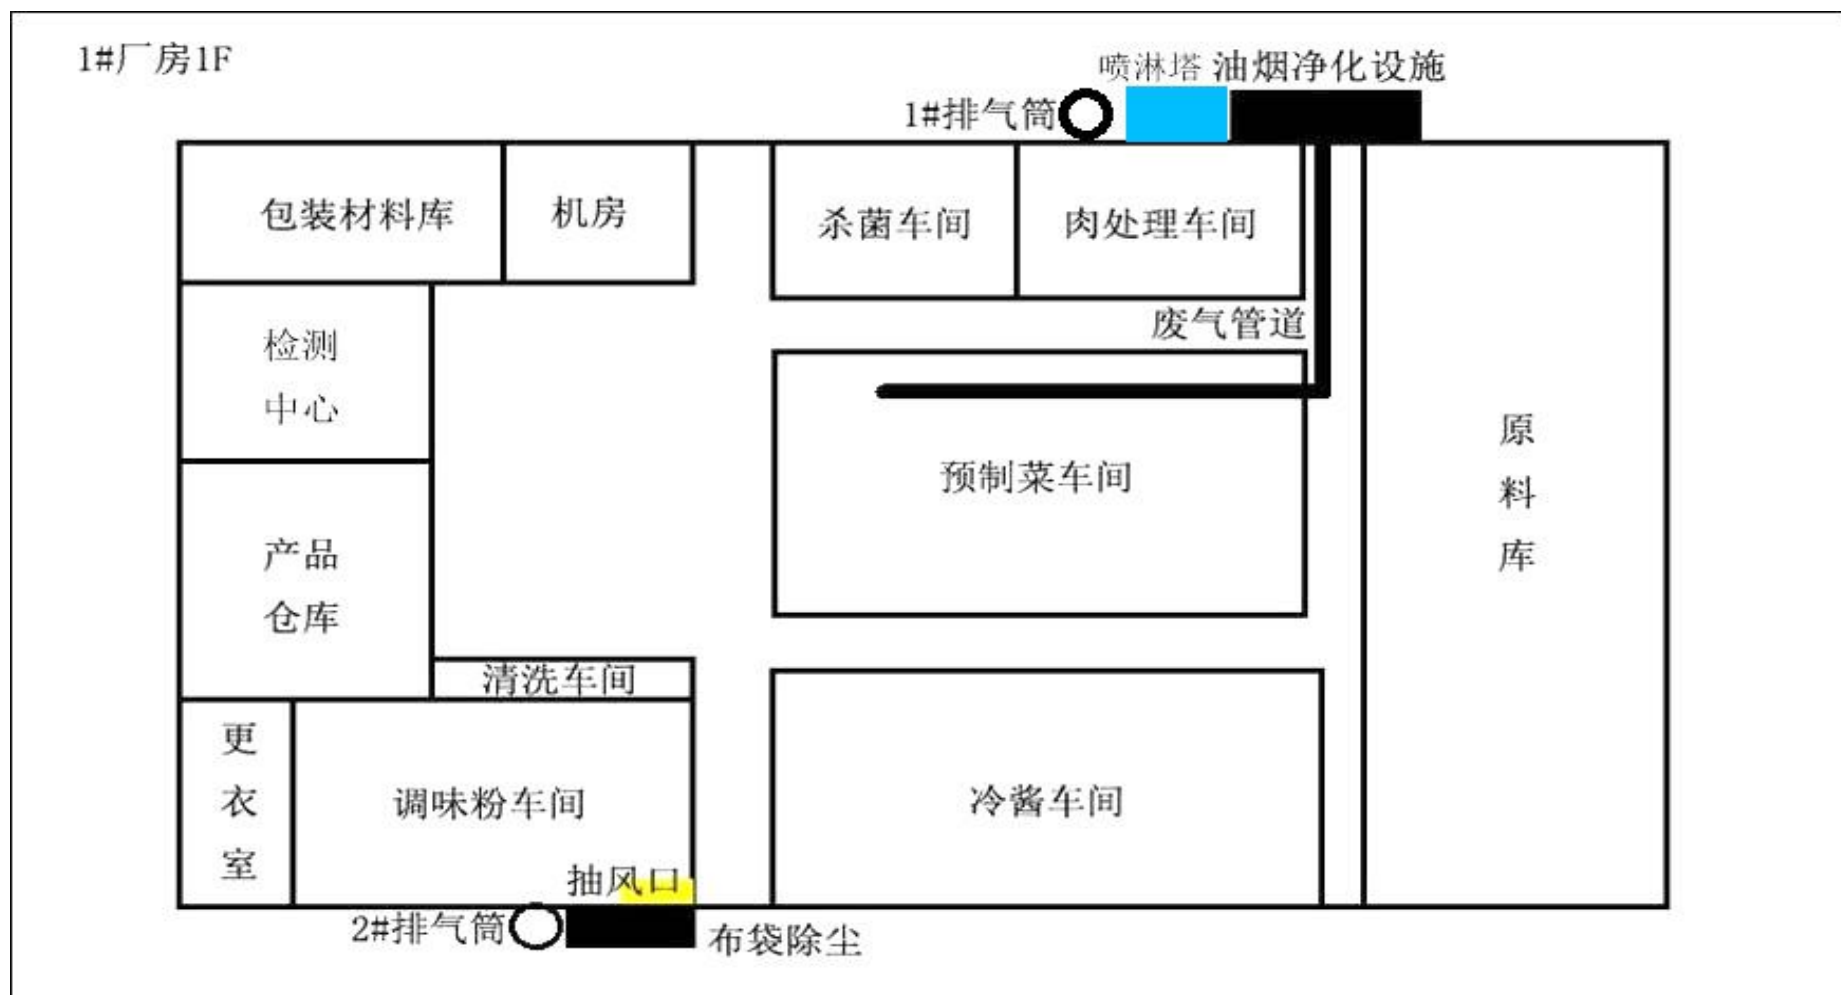 1#厂房1F
喷淋塔 油烟净化设施
1#排气筒
包装材料库
机房
杀菌车间
肉处理车间
废气管道
检测
中心
预制菜车间
原
料
库
产品
仓库
清洗车间
更
衣
室
调味粉车间
冷酱车间
抽风口
2#排气筒
布袋除尘